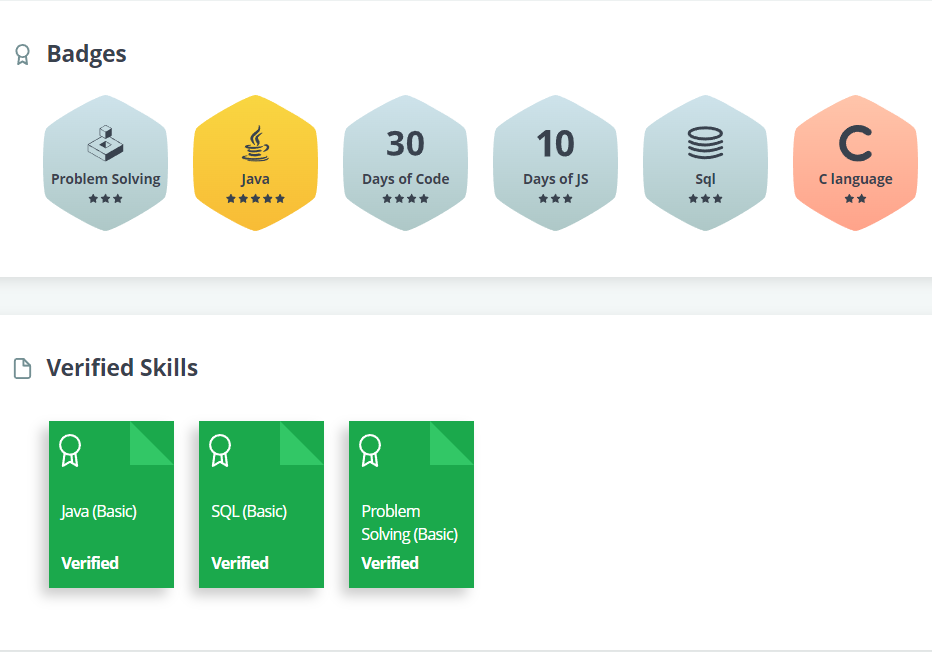 Badges
30
10
Problem Solving
Java
Days of Code
Days of JS
Sql
C language
Verified Skills
Java (Basic)
Verified
SQL (Basic)
Verified
Problem
Solving (Basic)
Verified